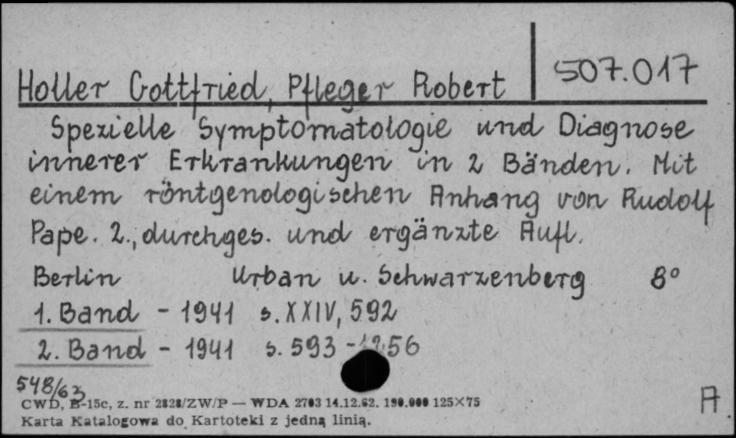 Holler Gottfried, Pfleger Robert 507.017
Spezielle Symptomatologie und Diagnose
innerer Erkrankungen in 2 Bänden. Mit
einem röntgenologischen Anhang von Rudolf
Pape. 2., durchges. und ergänzte Aufl.
Berlin Urban u. Schwarzenberg 8°
1. Band - 1941 s. XXIV, 592
2. Band - 1941 s. 593-1256
548/63
CWD, B-15c, z. nr 2828/ZW/P — WDA 2703 14.12.62. 190.000 125×75
Karta Katalogowa do Kartoteki z jedną linią.
A